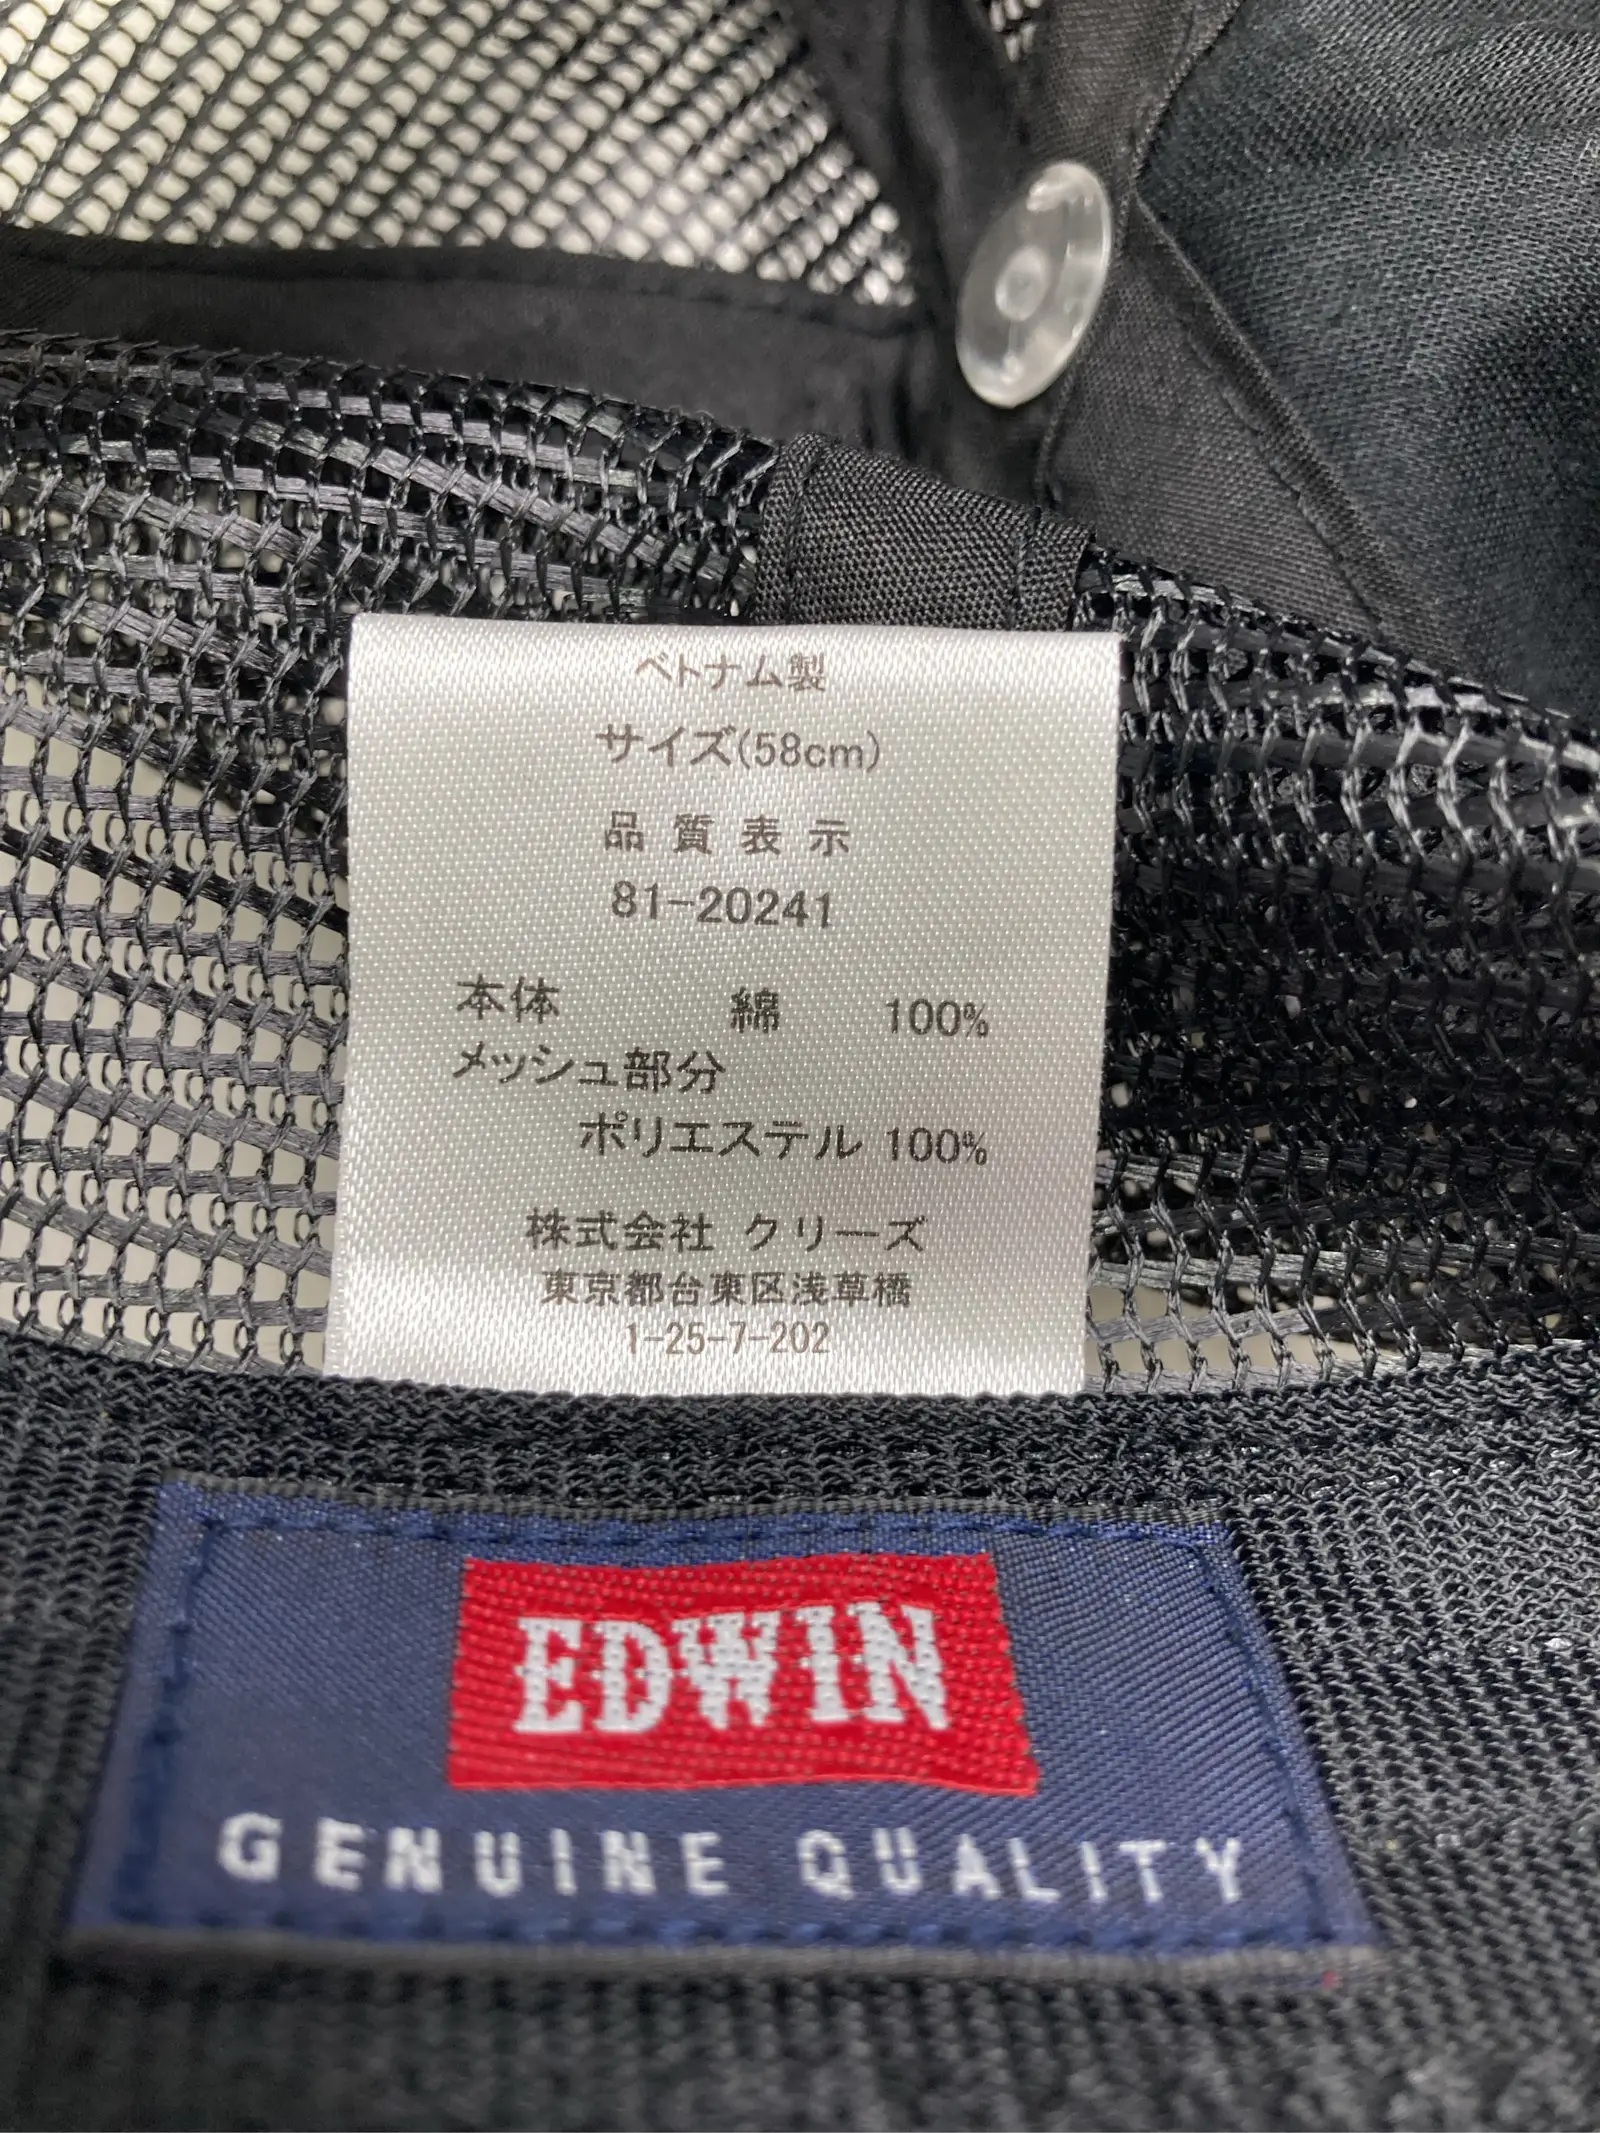 ベトナム製
サイズ(58cm)
品質表示
81-20241
本体 綿 100%
メッシュ部分
ポリエステル 100%
株式会社 クリーズ
東京都台東区浅草橋
1-25-7-202
EDWIN
GENUINE QUALITY